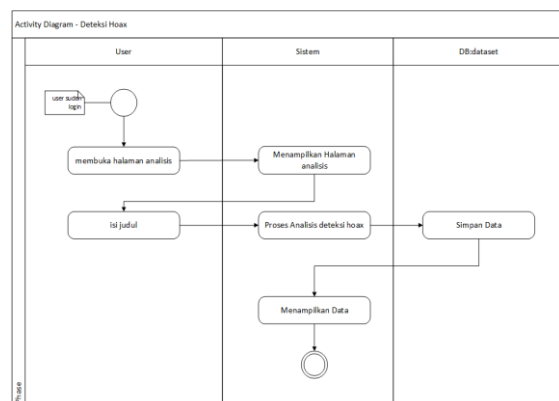 Activity Diagram - Deteksi Hoax
User
Sistem
DB:dataset
user sudah
login
membuka halaman analisis
Menampilkan Halaman
analisis
isi judul
Proses Analisis deteksi hoax
Simpan Data
Menampilkan Data
Phase